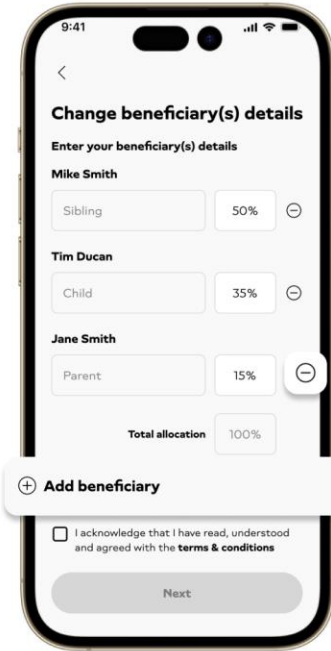 9:41
Change beneficiary(s) details
Enter your beneficiary(s) details
Mike Smith
Sibling 50%
Tim Ducan
Child 35%
Jane Smith
Parent 15%
Total allocation 100%
Add beneficiary
I acknowledge that I have read, understood
and agreed with the terms & conditions
Next